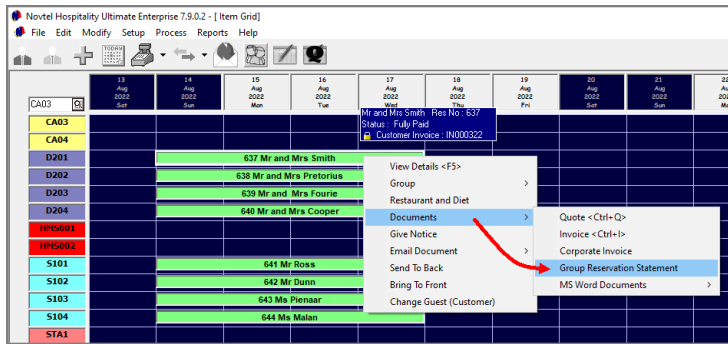 Novtel Hospitality Ultimate Enterprise 7.9.0.2 - [ Item Grid]
File Edit Modify Setup Process Reports Help
TODAY
13 14 15 16 17 18 19 20 21 22
Aug Aug Aug Aug Aug Aug Aug Aug Aug
2022 2022 2022 2022 2022 2022 2022 2022 2022
Sat Sun Mon Tue Wed Thu Fri Sat Sun
CA03
Mr and Mrs Smith Res No : 637
Status : Fully Paid
Customer Invoice : IN000322
CA03
CA04
D201 637 Mr and Mrs Smith
D202 638 Mr and Mrs Pretorius
D203 639 Mr and Mrs Fourie
D204 640 Mr and Mrs Cooper
HMS001
HMS002
S101 641 Mr Ross
S102 642 Mr Dunn
S103 643 Ms Pienaar
S104 644 Ms Malan
STA1
View Details <F5>
Group
Restaurant and Diet
Documents
Give Notice
Email Document
Send To Back
Bring To Front
Change Guest (Customer)
Quote <Ctrl+Q>
Invoice <Ctrl+I>
Corporate Invoice
Group Reservation Statement
MS Word Documents